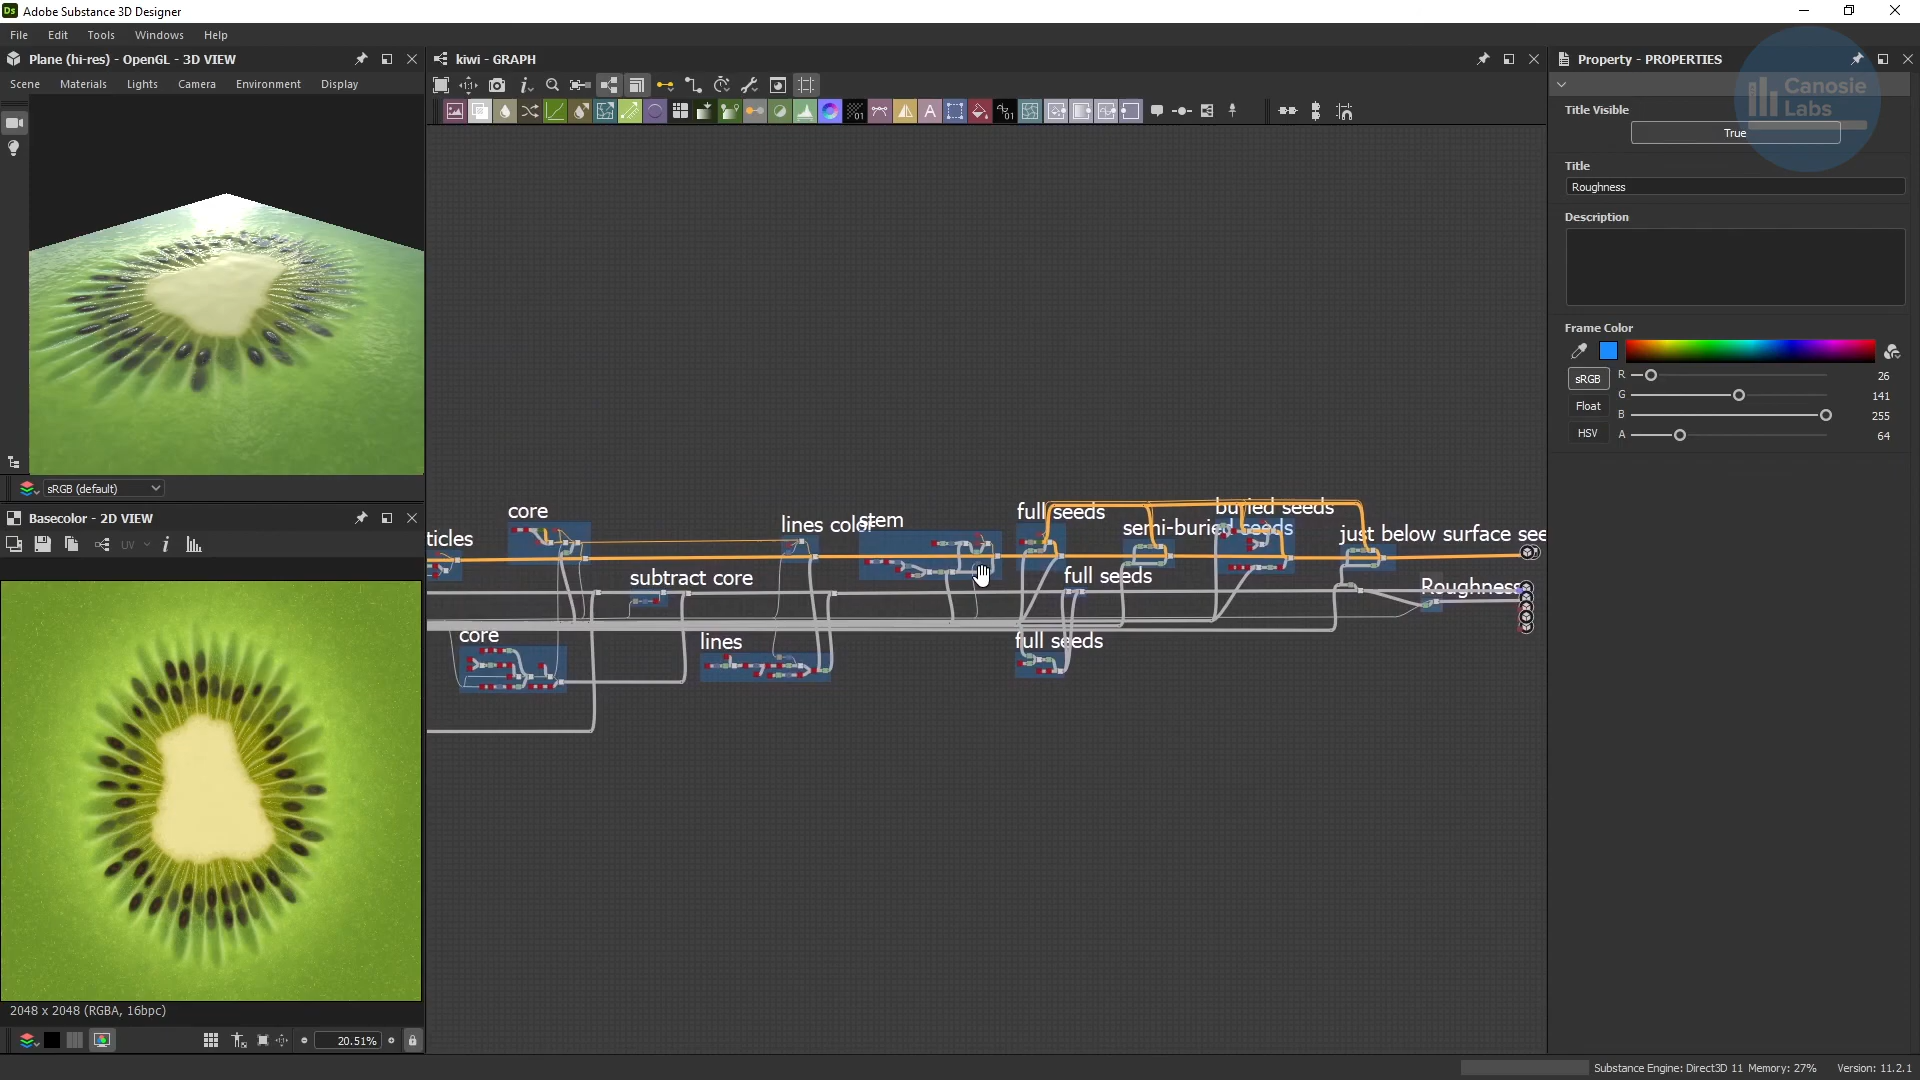 Adobe Substance 3D Designer
File Edit Tools Windows Help
Plane (hi-res) - OpenGL - 3D VIEW
Scene Materials Lights Camera Environment Display
sRGB (default)
Basecolor - 2D VIEW
UV
2048 x 2048 (RGBA, 16bpc)
20.51%
kiwi - GRAPH
core
ticles
lines color
stem
full seeds
semi-buried seeds
buried seeds
just below surface see
subtract core
full seeds
Roughness
core
lines
full seeds
Property - PROPERTIES
Canosie
Labs
Title Visible
True
Title
Roughness
Description
Frame Color
sRGB
Float
HSV
R 26
G 141
B 255
A 64
Substance Engine: Direct3D 11 Memory: 27% Version: 11.2.1